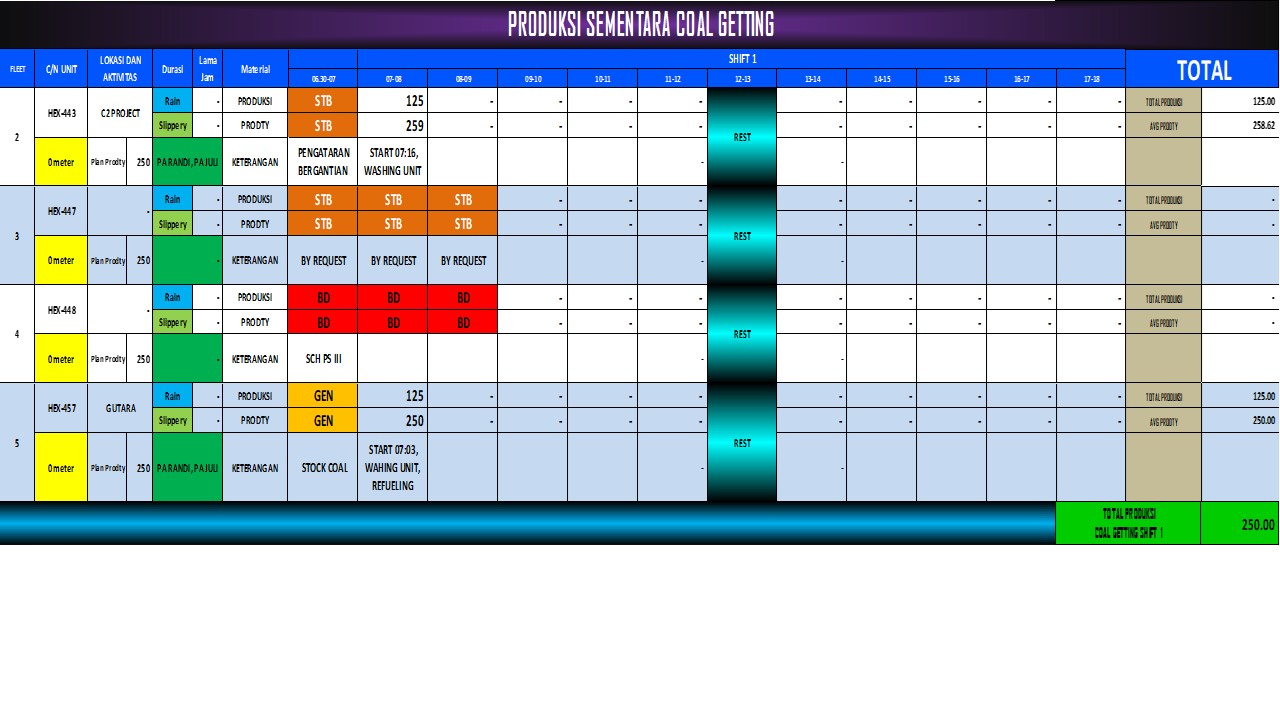 PRODUKSI SEMENTARA COAL GETTING
FLEET C/N UNIT LOKASI DAN AKTIVITAS Durasi Lama Jam Material SHIFT 1 TOTAL
06.30-07 07-08 08-09 09-10 10-11 11-12 12-13 13-14 14-15 15-16 16-17 17-18
2 HEX-443 C2 PROJECT Rain - PRODUKSI STB 125 - - - - REST - - - - - TOTAL PRODUKSI 125.00
Slippery - PRODTY STB 259 - - - - - - - - - AVG PRODTY 258.62
0meter Plan Prodty 250 PARANDI,PAJULI KETERANGAN PENGATARAN BERGANTIAN START 07:16, WASHING UNIT - -
3 HEX-447 - Rain - PRODUKSI STB STB STB - - - REST - - - - - TOTAL PRODUKSI -
Slippery - PRODTY STB STB STB - - - - - - - - AVG PRODTY -
0meter Plan Prodty 250 - KETERANGAN BY REQUEST BY REQUEST BY REQUEST - -
4 HEX-448 - Rain - PRODUKSI BD BD BD - - - REST - - - - - TOTAL PRODUKSI -
Slippery - PRODTY BD BD BD - - - - - - - - AVG PRODTY -
0meter Plan Prodty 250 - KETERANGAN SCH PS III - -
5 HEX-457 GUTARA Rain - PRODUKSI GEN 125 - - - - REST - - - - - TOTAL PRODUKSI 125.00
Slippery - PRODTY GEN 250 - - - - - - - - - AVG PRODTY 250.00
0meter Plan Prodty 250 PARANDI,PAJULI KETERANGAN STOCK COAL START 07:03, WAHING UNIT, REFUELING - -
TOTAL PRODUKSI
COAL GETTING SHIFT 1 250.00